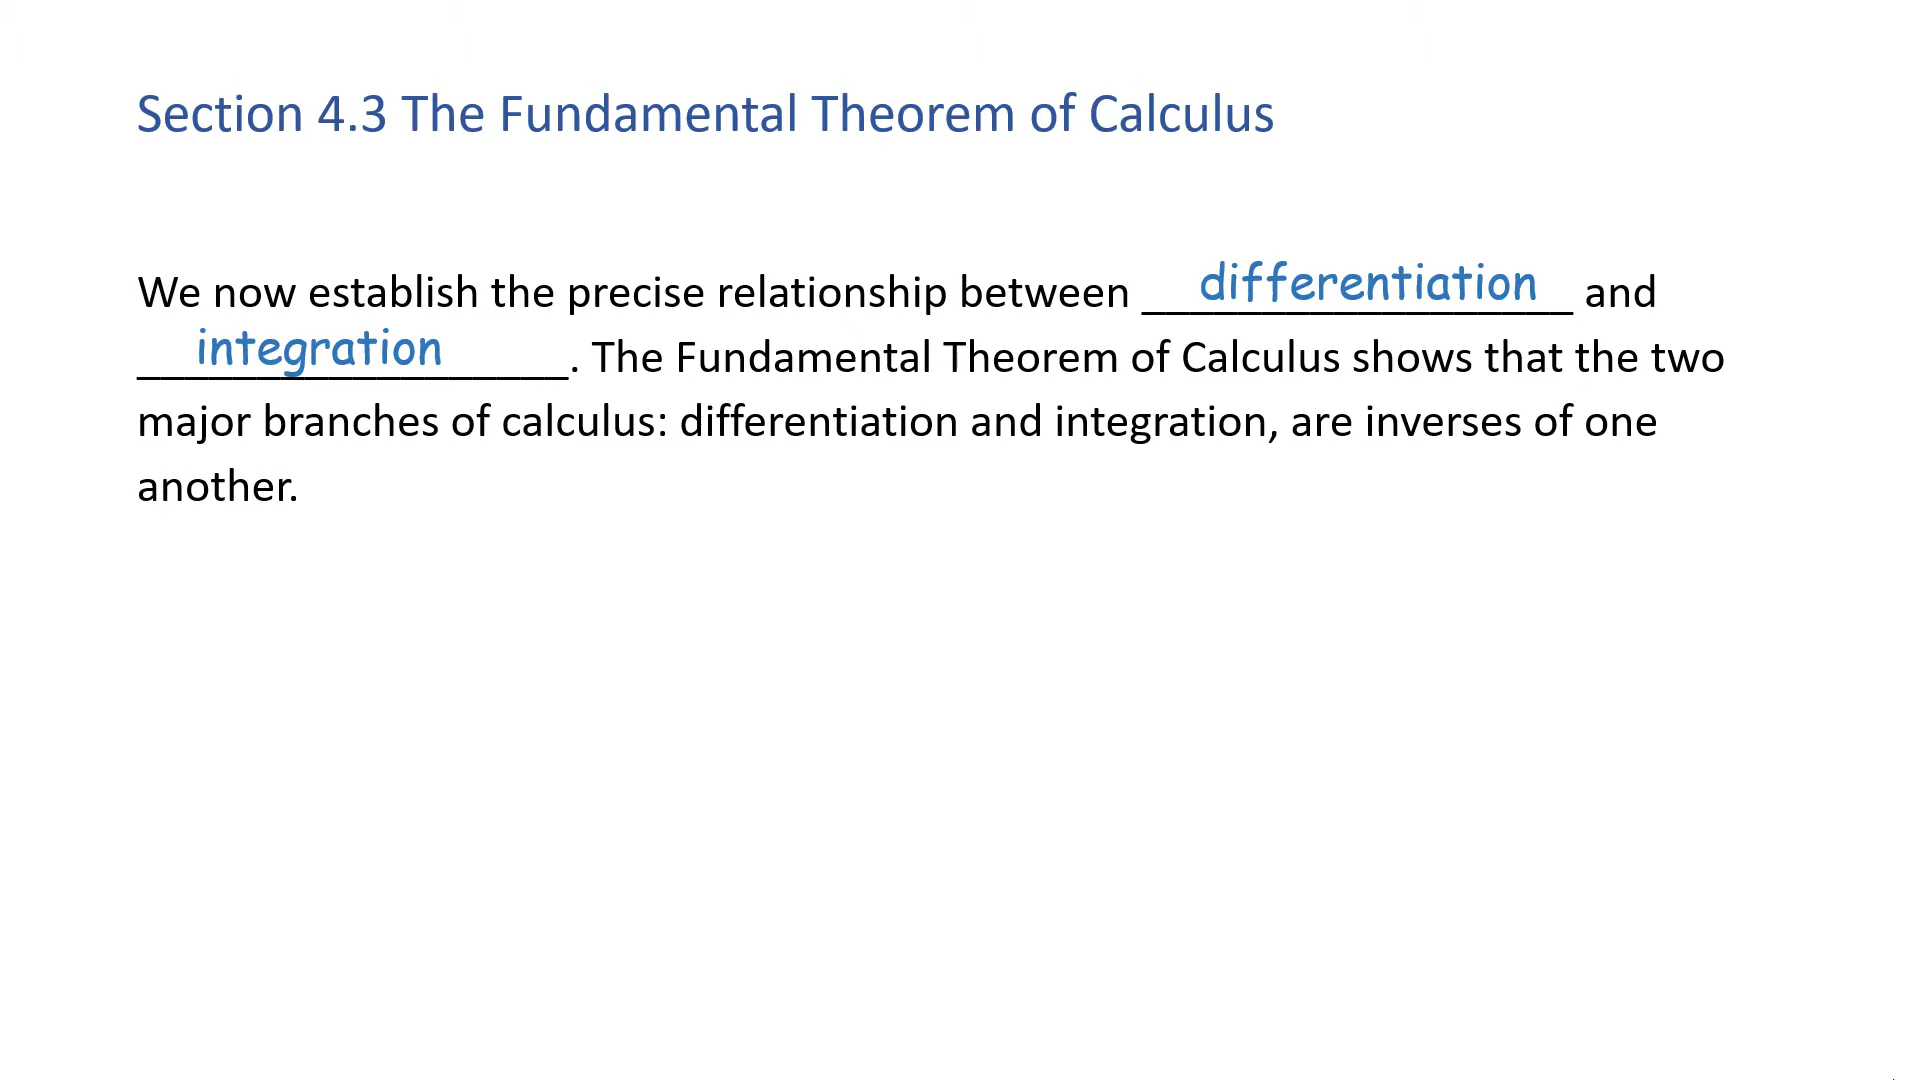 Section 4.3 The Fundamental Theorem of Calculus
We now establish the precise relationship between differentiation and
integration. The Fundamental Theorem of Calculus shows that the two
major branches of calculus: differentiation and integration, are inverses of one
another.